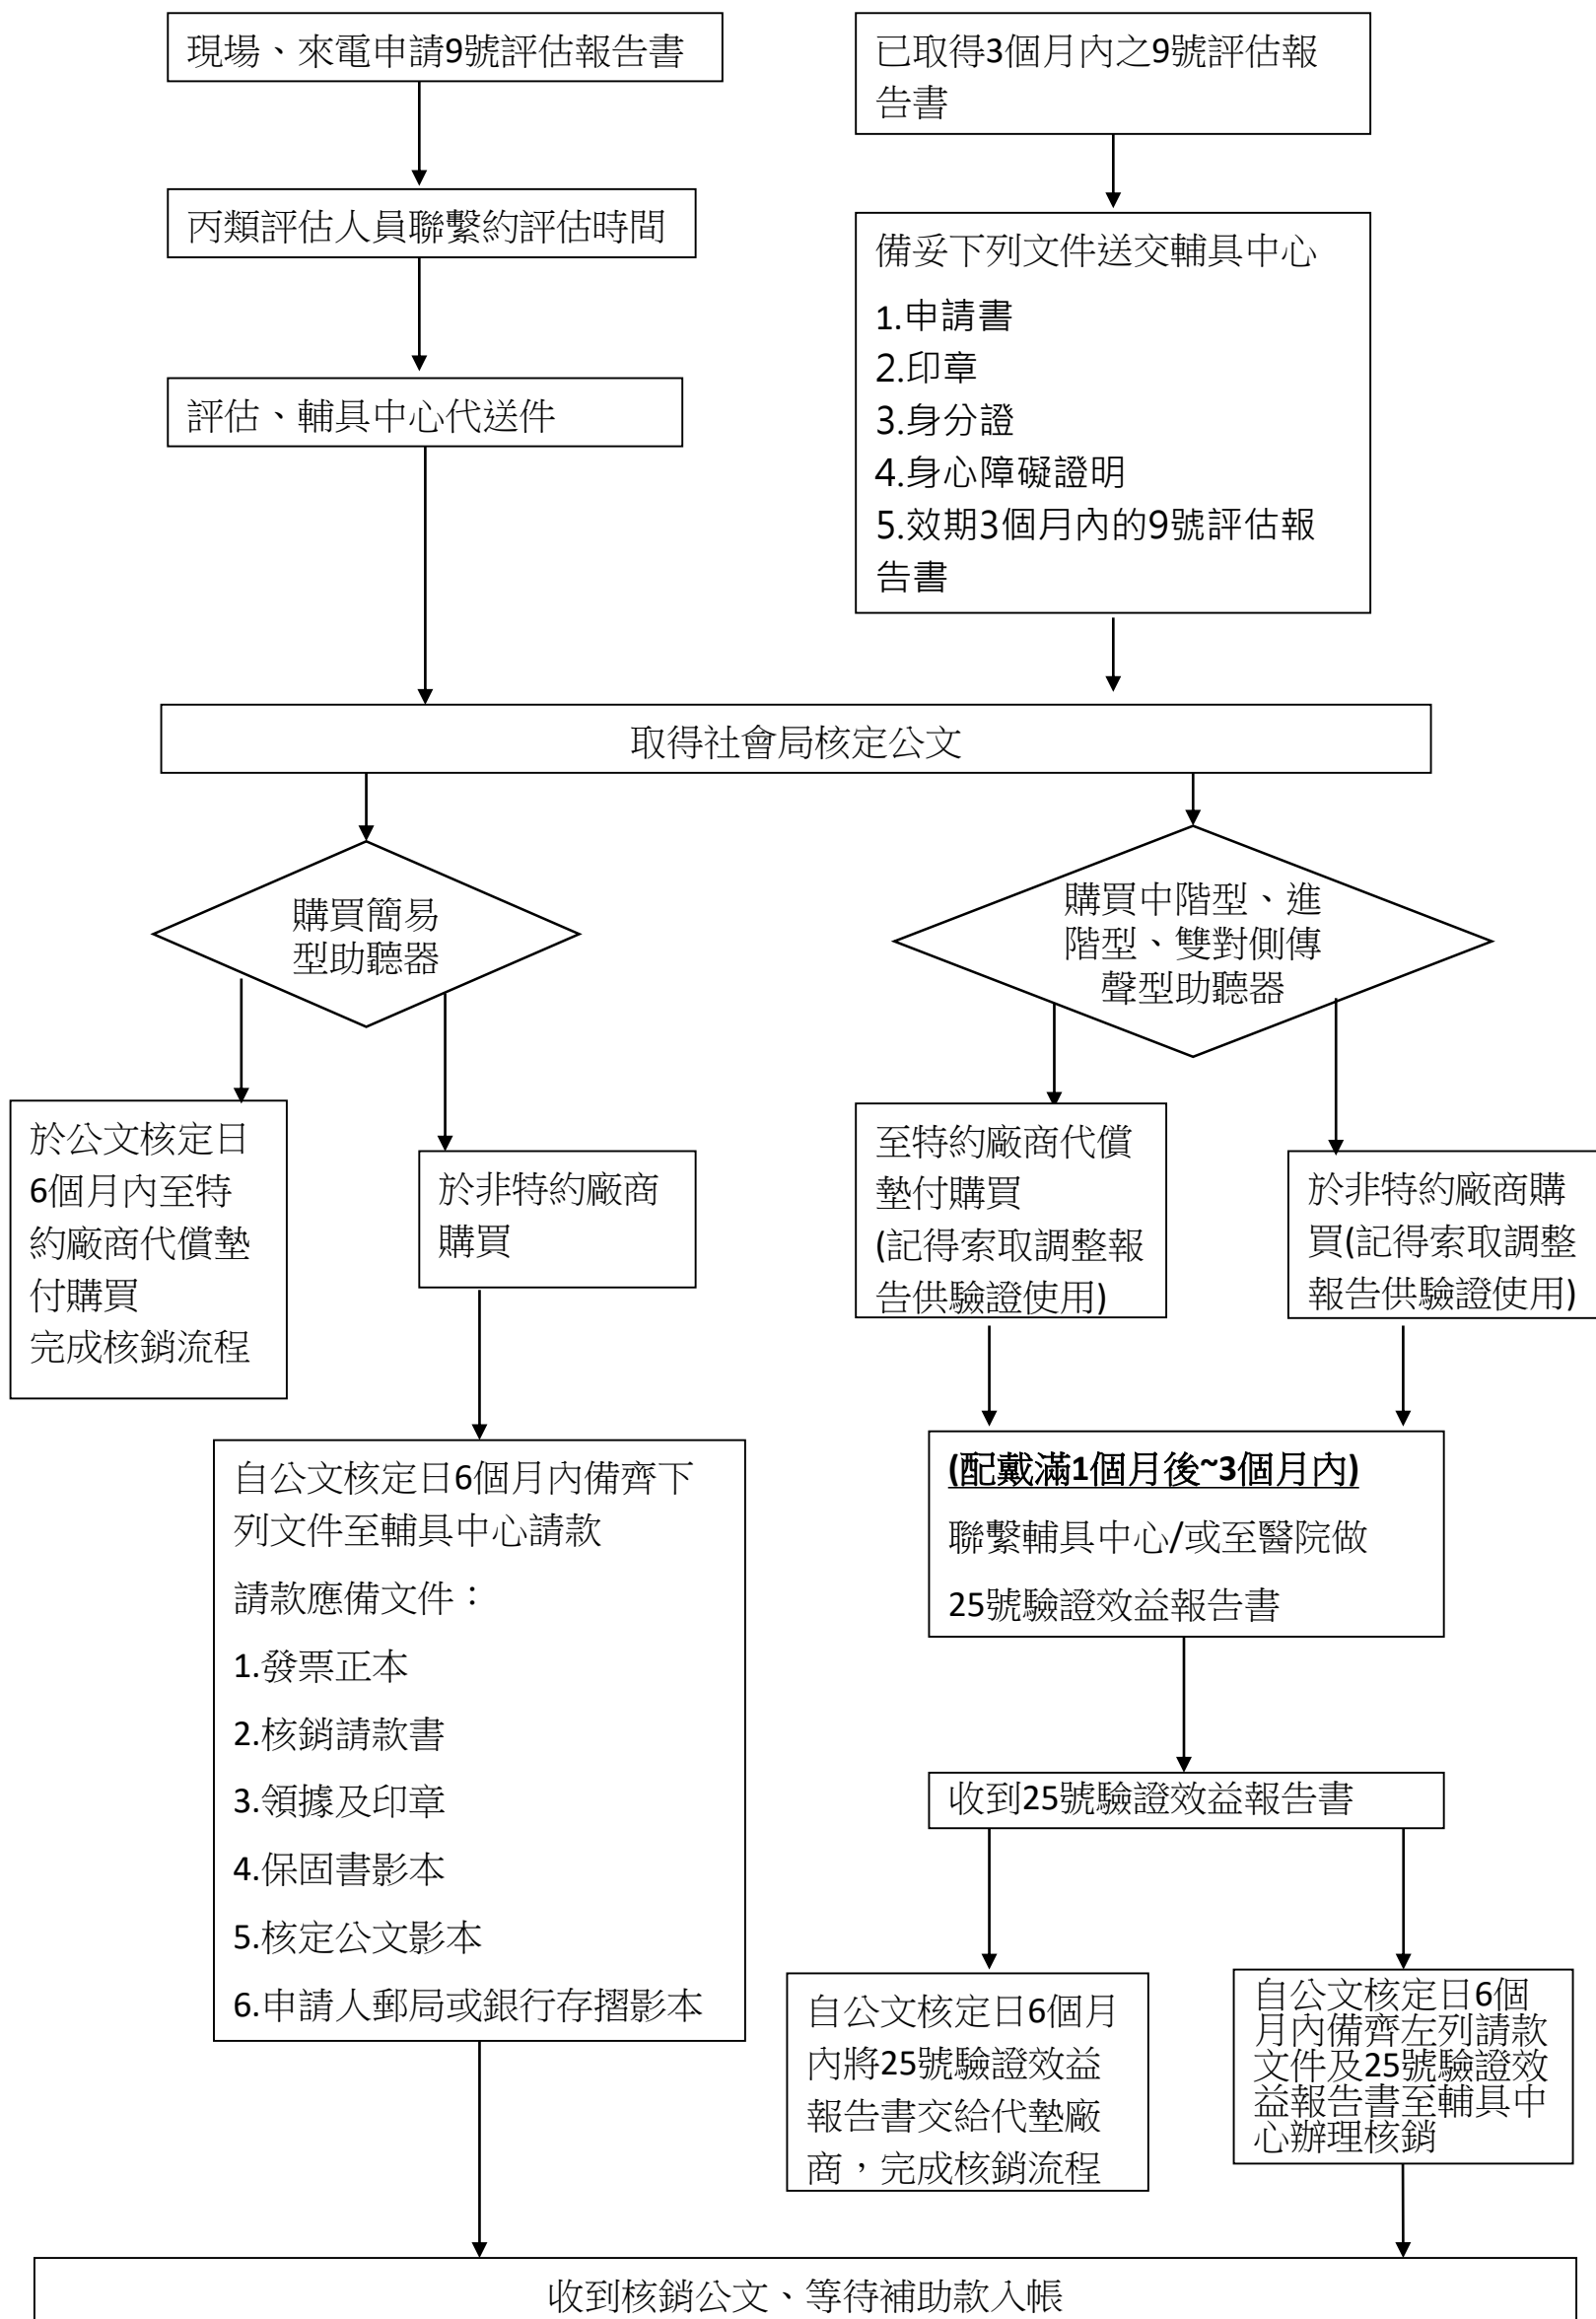 現場、來電申請9號評估報告書
已取得3個月內之9號評估報
告書
丙類評估人員聯繫約評估時間
備妥下列文件送交輔具中心
1.申請書
2.印章
3.身分證
4.身心障礙證明
5.效期3個月內的9號評估報
告書
評估、輔具中心代送件
取得社會局核定公文
購買簡易
型助聽器
購買中階型、進
階型、雙對側傳
聲型助聽器
於公文核定日
6個月內至特
約廠商代償墊
付購買
完成核銷流程
於非特約廠商
購買
至特約廠商代償
墊付購買
(記得索取調整報
告供驗證使用)
於非特約廠商購
買(記得索取調整
報告供驗證使用)
自公文核定日6個月內備齊下
列文件至輔具中心請款
請款應備文件：
1.發票正本
2.核銷請款書
3.領據及印章
4.保固書影本
5.核定公文影本
6.申請人郵局或銀行存摺影本
(配戴滿1個月後~3個月內)
聯繫輔具中心/或至醫院做
25號驗證效益報告書
收到25號驗證效益報告書
自公文核定日6個月
內將25號驗證效益
報告書交給代墊廠
商，完成核銷流程
自公文核定日6個
月內備齊左列請款
文件及25號驗證效
益報告書至輔具中
心辦理核銷
收到核銷公文、等待補助款入帳